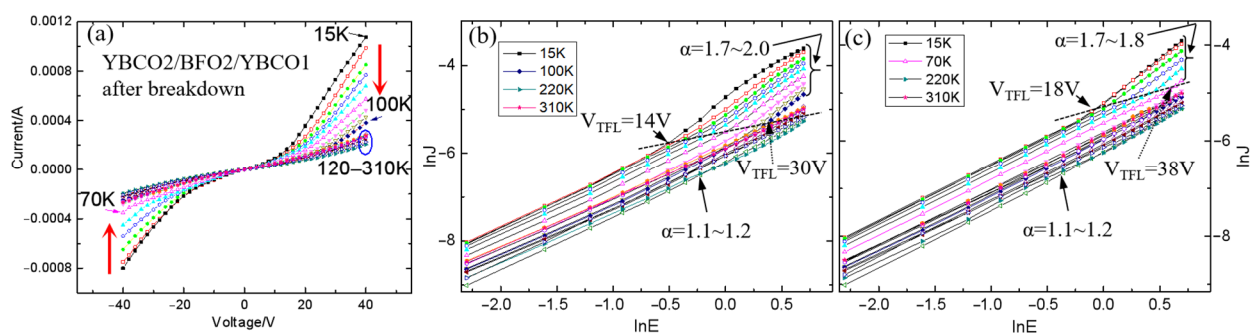 (a)
YBCO2/BFO2/YBCO1
after breakdown
15K
100K
70K
120–310K
0.0012
0.0008
0.0004
0.0000
−0.0004
−0.0008
Current/A
−40
−20
0
20
40
Voltage/V
(b)
15K
100K
220K
310K
α=1.7~2.0
V_TFL=14V
V_TFL=30V
α=1.1~1.2
−4
−6
−8
lnJ
−2.0
−1.5
−1.0
−0.5
0.0
0.5
lnE
(c)
15K
70K
220K
310K
α=1.7~1.8
V_TFL=18V
V_TFL=38V
α=1.1~1.2
−4
−6
−8
lnJ
−2.0
−1.5
−1.0
−0.5
0.0
0.5
lnE